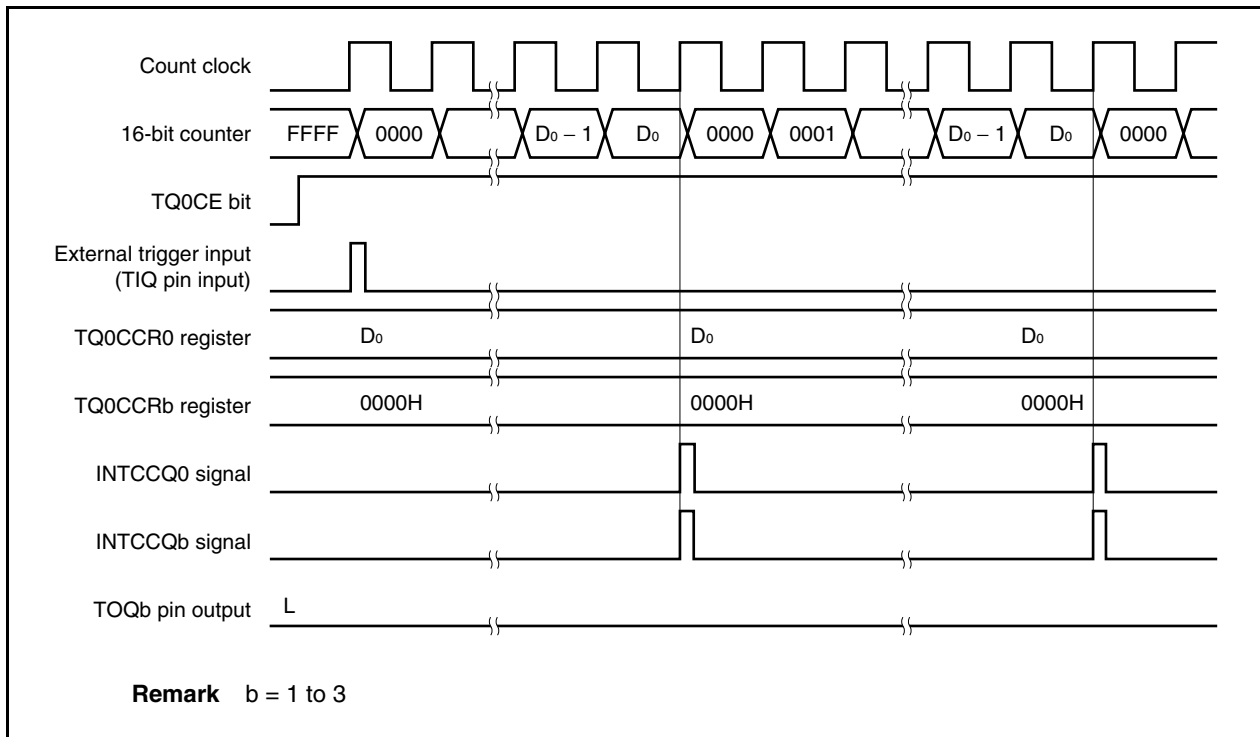 Count clock
16-bit counter FFFF 0000 D₀ − 1 D₀ 0000 0001 D₀ − 1 D₀ 0000
TQ0CE bit
External trigger input
(TIQ pin input)
TQ0CCR0 register D₀ D₀ D₀
TQ0CCRb register 0000H 0000H 0000H
INTCCQ0 signal
INTCCQb signal
TOQb pin output L
Remark b = 1 to 3